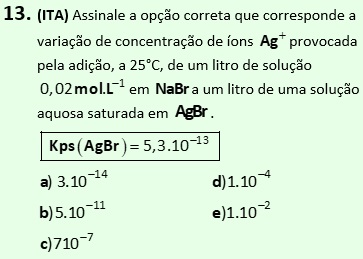 13. (ITA) Assinale a opção correta que corresponde a
variação de concentração de íons Ag⁺ provocada
pela adição, a 25°C, de um litro de solução
0,02mol.L⁻¹ em NaBr a um litro de uma solução
aquosa saturada em AgBr.
Kps(AgBr) = 5,3.10⁻¹³
a) 3.10⁻¹⁴ d)1.10⁻⁴
b)5.10⁻¹¹ e)1.10⁻²
c)710⁻⁷